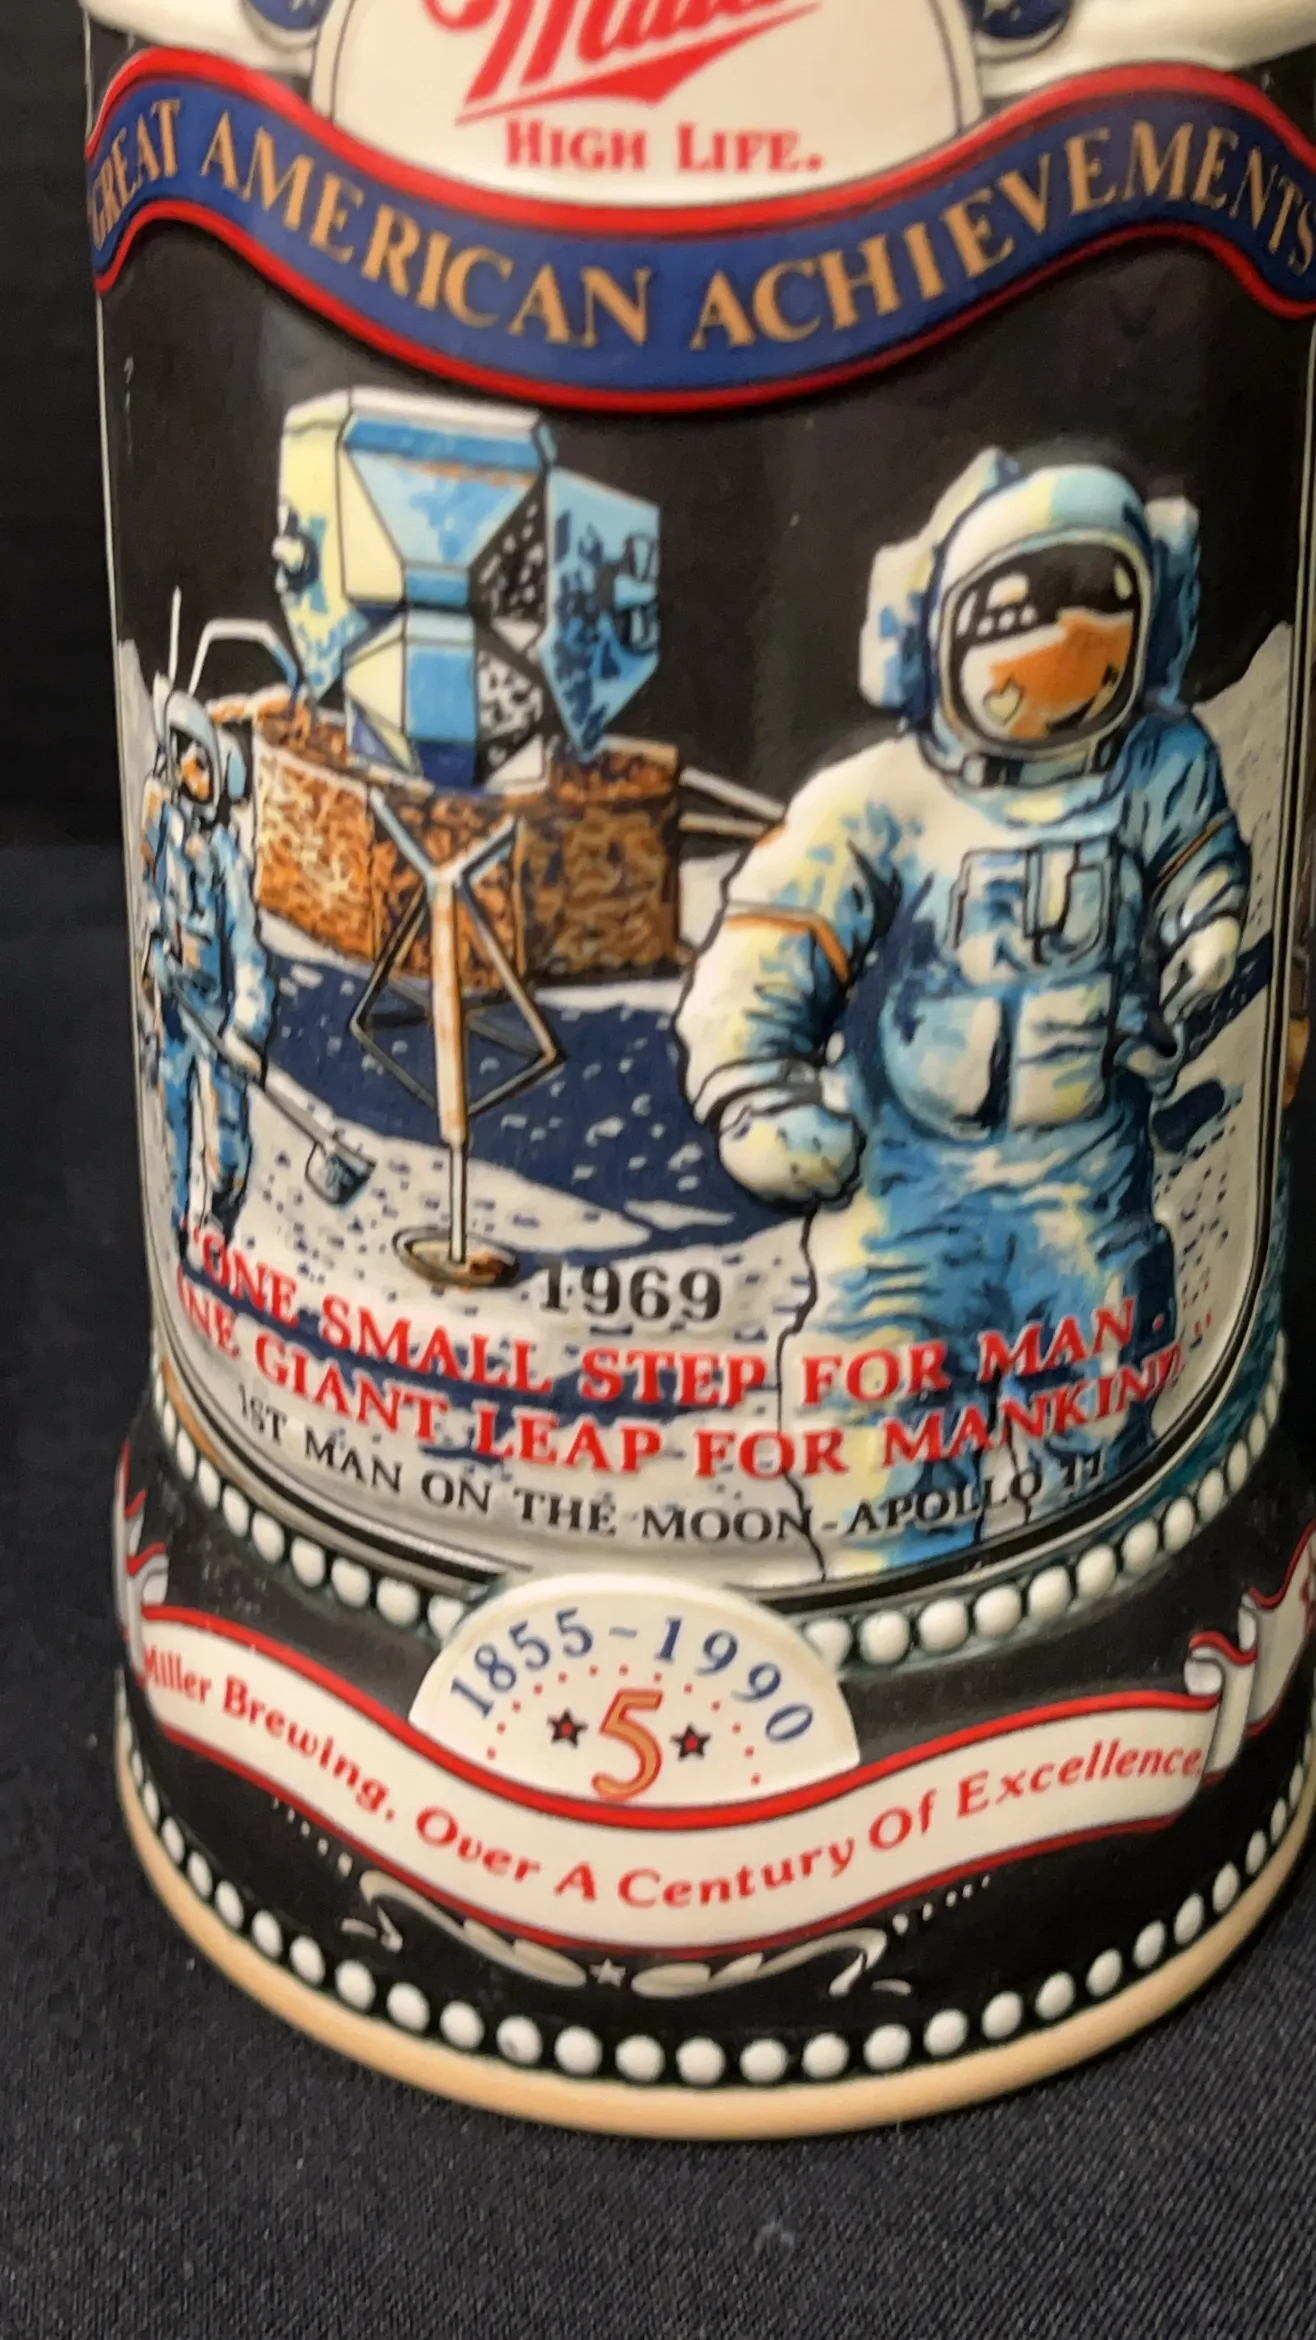 HIGH LIFE.
GREAT AMERICAN ACHIEVEMENTS
1969
"ONE SMALL STEP FOR MAN -
ONE GIANT LEAP FOR MANKIND."
1ST MAN ON THE MOON - APOLLO 11
1855-1990
5
Miller Brewing, Over A Century Of Excellence